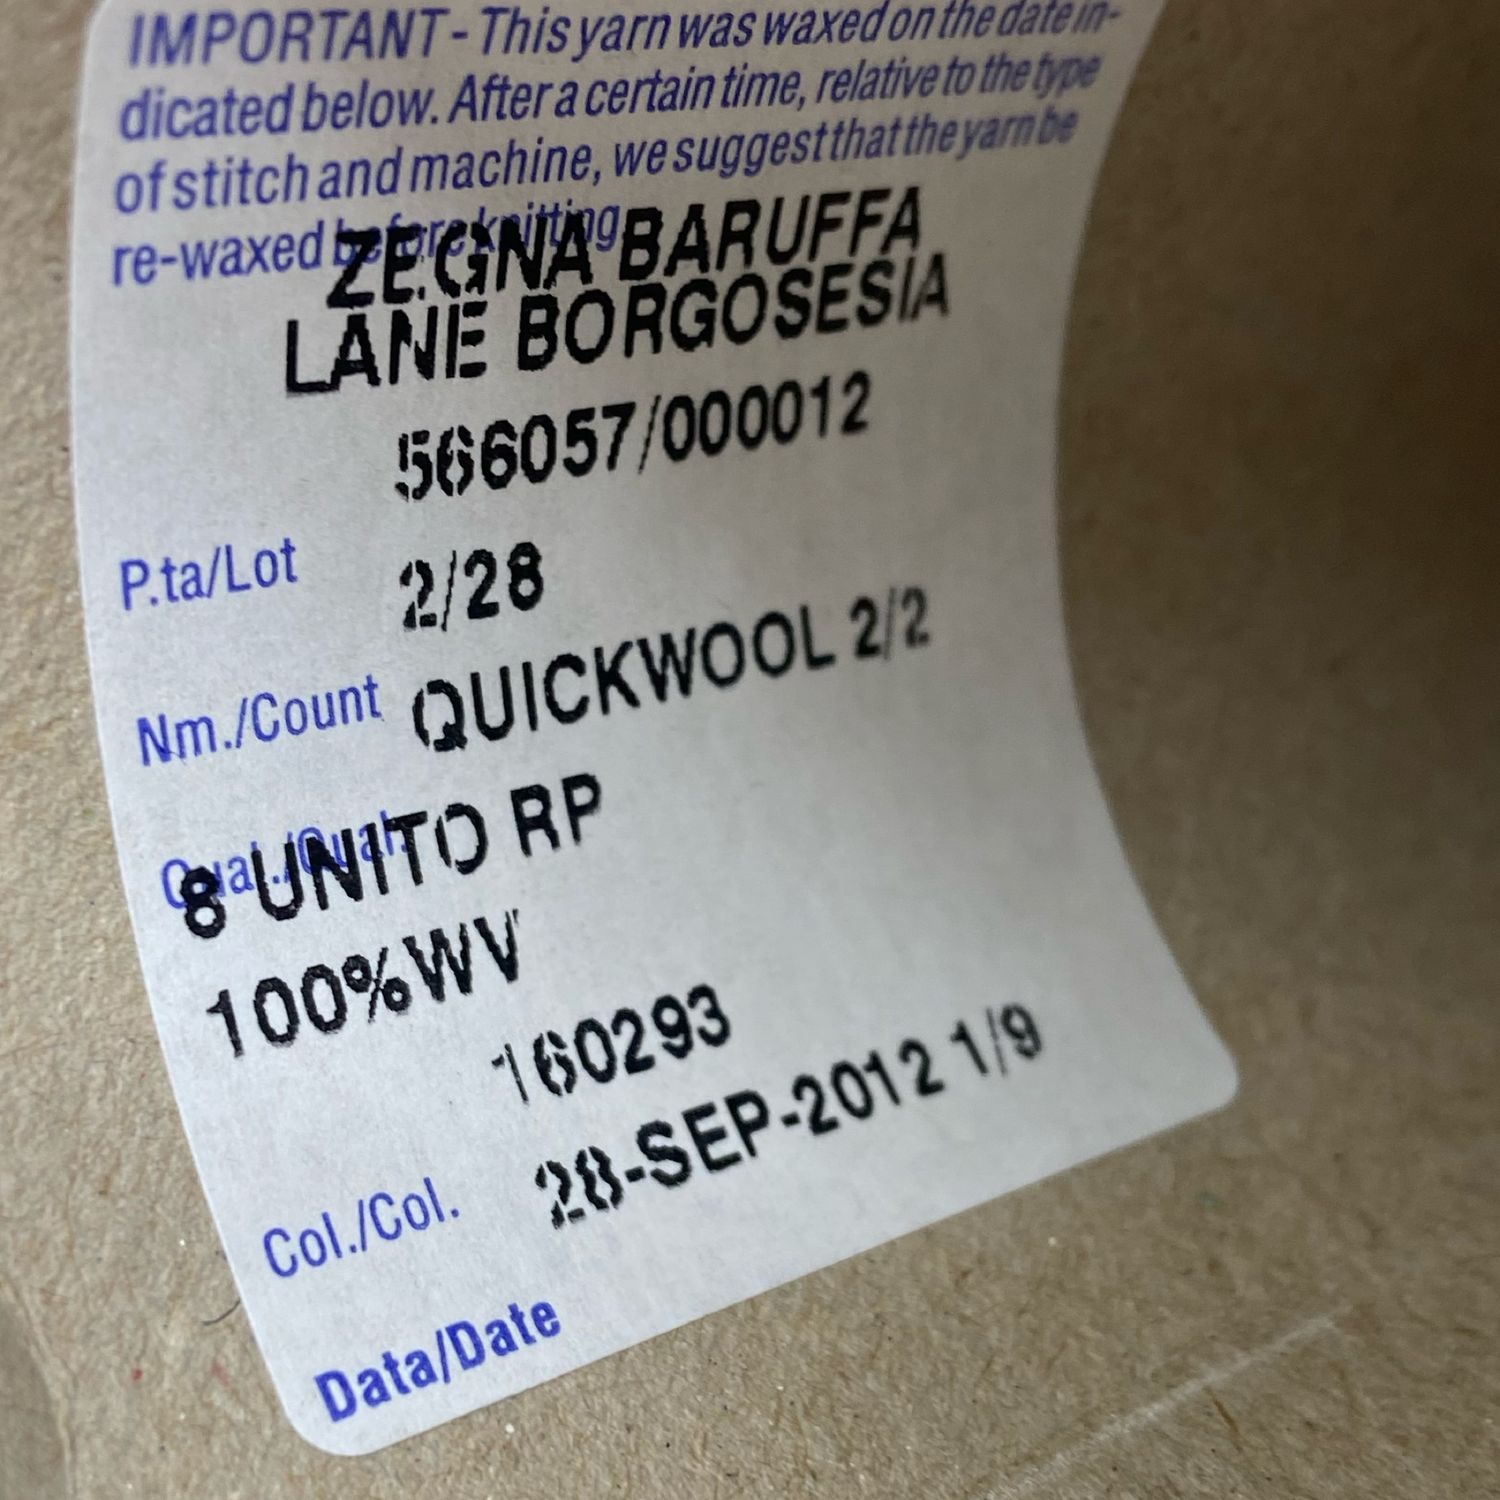 IMPORTANT - This yarn was waxed on the date in-
dicated below. After a certain time, relative to the type
of stitch and machine, we suggest that the yarn be
re-waxed before knitting
ZE.GNA BARUFFA
LANE BORGOSESIA
566057/000012
P.ta/Lot
2/28
Nm./Count
QUICKWOOL 2/2
Qual./Qual.
8 UNITO RP
100%WV
160293
Col./Col.
28-SEP-2012 1/9
Data/Date